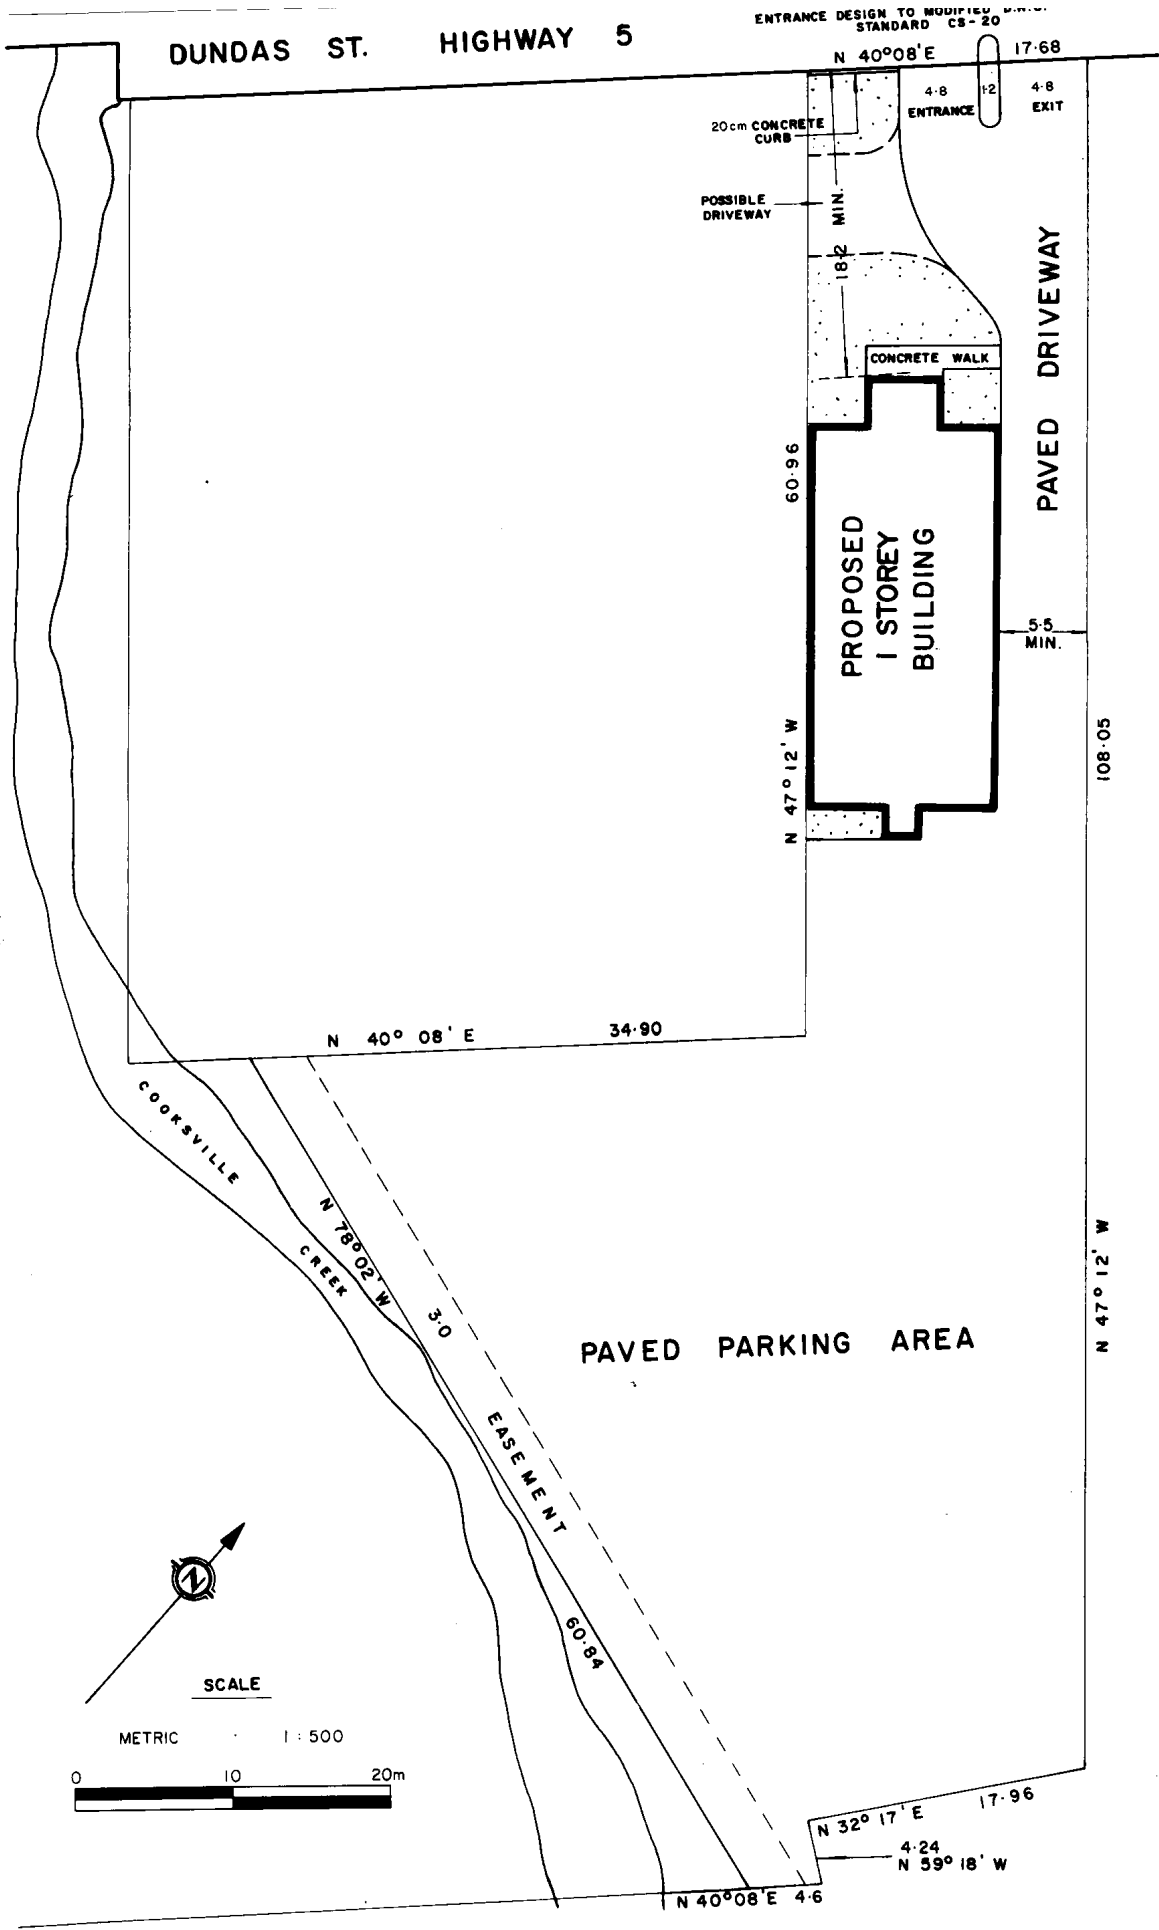 ENTRANCE DESIGN TO MODIFIED
STANDARD CS-20
DUNDAS ST. HIGHWAY 5
N 40°08'E 17·68
4·8
ENTRANCE
1·2
4·8
EXIT
20cm CONCRETE
CURB
POSSIBLE
DRIVEWAY
18·2 MIN.
PAVED DRIVEWAY
CONCRETE WALK
60·96
N 47° 12' W
PROPOSED
1 STOREY
BUILDING
5·5
MIN.
108·05
N 47° 12' W
N 40° 08' E 34·90
COOKSVILLE
CREEK
N 78° 02' W
3·0
EASEMENT
60·84
PAVED PARKING AREA
N
SCALE
METRIC · 1 : 500
0 10 20m
N 32° 17' E 17·96
4·24
N 59° 18' W
N 40° 08' E 4·6